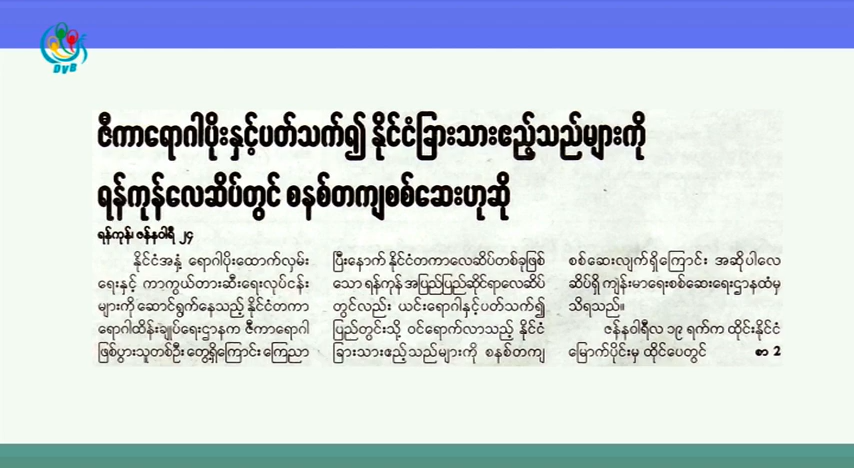 DVB
ဇီကာရောဂါပိုးနှင့်ပတ်သက်၍ နိုင်ငံခြားသားဧည့်သည်များကို
ရန်ကုန်လေဆိပ်တွင် စနစ်တကျစစ်ဆေးဟုဆို
ရန်ကုန်၊ ဇန်နဝါရီ ၂၄
နိုင်ငံအနှံ့ ရောဂါပိုးထောက်လှမ်း
ရေးနှင့် ကာကွယ်တားဆီးရေးလုပ်ငန်း
များကို ဆောင်ရွက်နေသည့် နိုင်ငံတကာ
ရောဂါထိန်းချုပ်ရေးဌာနက ဇီကာရောဂါ
ဖြစ်ပွားသူတစ်ဦး တွေ့ရှိကြောင်း ကြေညာ
ပြီးနောက် နိုင်ငံတကာလေဆိပ်တစ်ခုဖြစ်
သော ရန်ကုန်အပြည်ပြည်ဆိုင်ရာလေဆိပ်
တွင်လည်း ယင်းရောဂါနှင့်ပတ်သက်၍
ပြည်တွင်းသို့ ဝင်ရောက်လာသည့် နိုင်ငံ
ခြားသားဧည့်သည်များကို စနစ်တကျ
စစ်ဆေးလျက်ရှိကြောင်း အဆိုပါလေ
ဆိပ်ရှိ ကျန်းမာရေးစစ်ဆေးရေးဌာနထံမှ
သိရသည်။
ဇန်နဝါရီလ ၁၉ ရက်က ထိုင်းနိုင်ငံ
မြောက်ပိုင်းမှ ထိုင်ပေတွင်
စာ 2